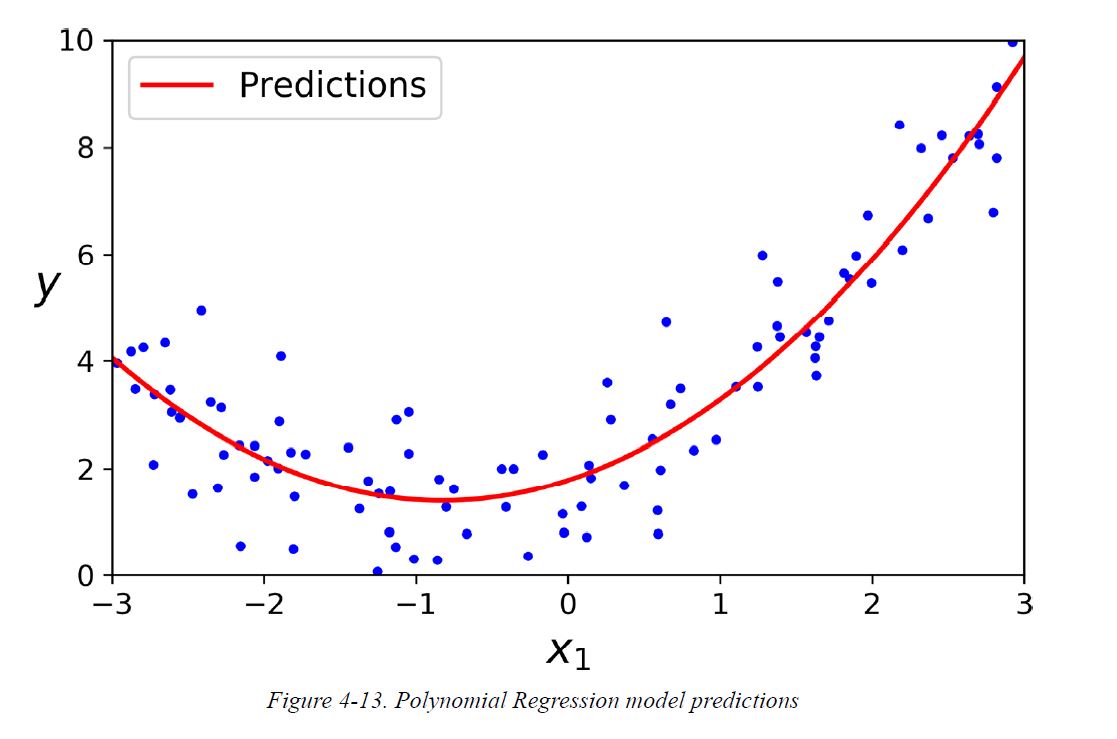 10
Predictions
8
6
y
4
2
0
−3 −2 −1 0 1 2 3
x₁
Figure 4-13. Polynomial Regression model predictions